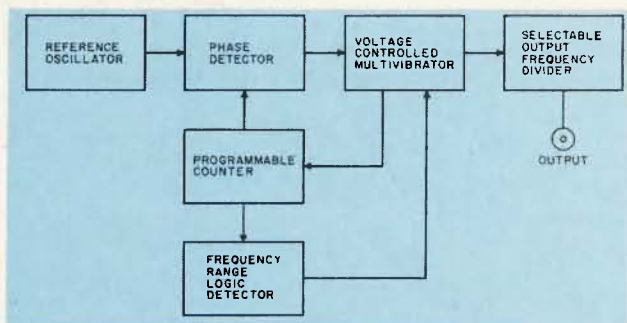 REFERENCE
OSCILLATOR
PHASE
DETECTOR
VOLTAGE
CONTROLLED
MULTIVIBRATOR
SELECTABLE
OUTPUT
FREQUENCY
DIVIDER
PROGRAMMABLE
COUNTER
OUTPUT
FREQUENCY
RANGE
LOGIC
DETECTOR